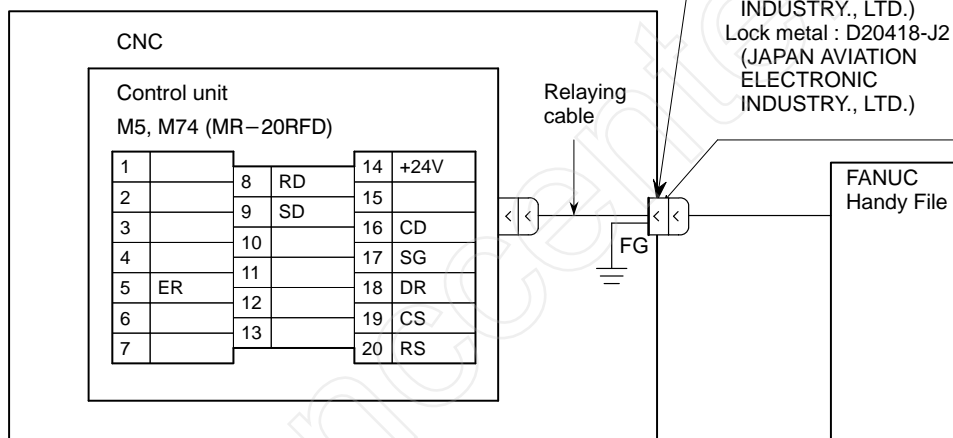 INDUSTRY., LTD.)
Lock metal : D20418-J2
(JAPAN AVIATION
ELECTRONIC
INDUSTRY., LTD.)
CNC
Control unit
M5, M74 (MR−20RFD)
Relaying
cable
FANUC
Handy File
FG
1
2
3
4
5 ER
6
7
8 RD
9 SD
10
11
12
13
14 +24V
15
16 CD
17 SG
18 DR
19 CS
20 RS